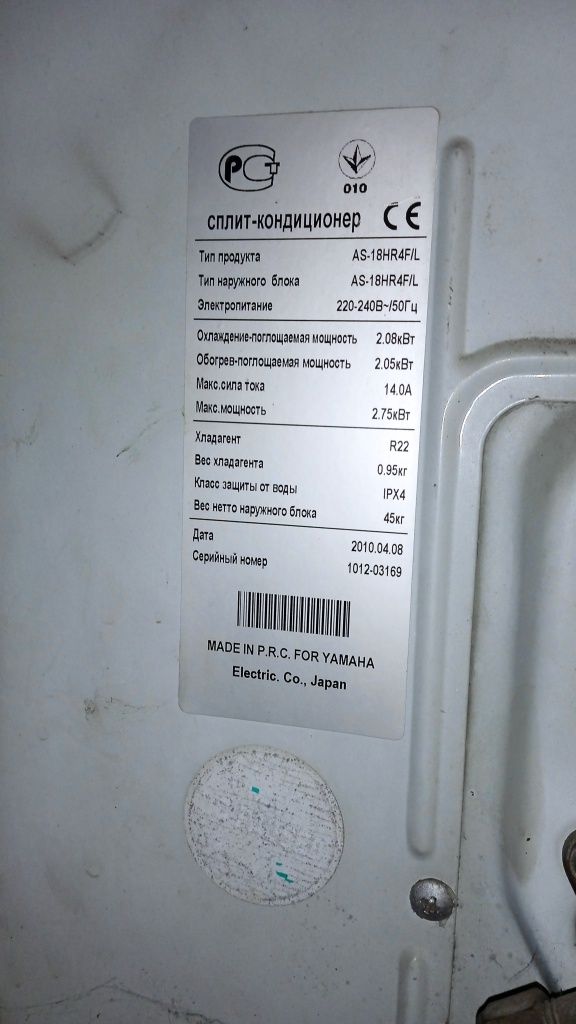 РСТ
010
сплит-кондиционер CE
Тип продукта AS-18HR4F/L
Тип наружного блока AS-18HR4F/L
Электропитание 220-240В~/50Гц
Охлаждение-поглощаемая мощность 2.08кВт
Обогрев-поглощаемая мощность 2.05кВт
Макс.сила тока 14.0А
Макс.мощность 2.75кВт
Хладагент R22
Вес хладагента 0.95кг
Класс защиты от воды IPX4
Вес нетто наружного блока 45кг
Дата 2010.04.08
Серийный номер 1012-03169
MADE IN P.R.C. FOR YAMAHA
Electric. Co., Japan